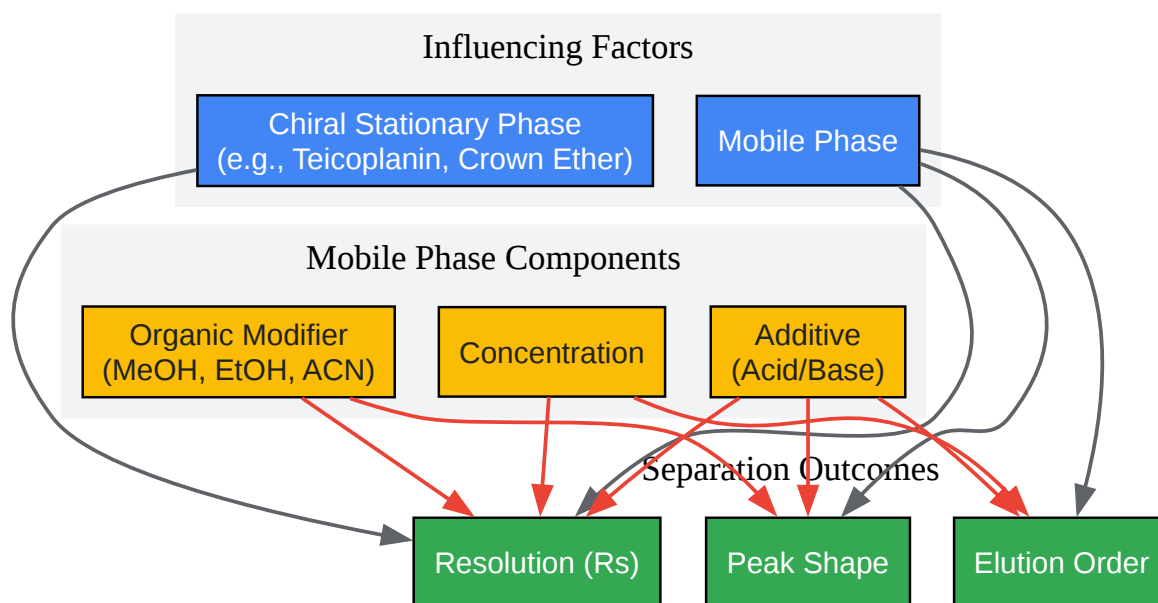 Influencing Factors
Chiral Stationary Phase
(e.g., Teicoplanin, Crown Ether)
Mobile Phase
Mobile Phase Components
Organic Modifier
(MeOH, EtOH, ACN)
Concentration
Additive
(Acid/Base)
Separation Outcomes
Resolution (Rs)
Peak Shape
Elution Order